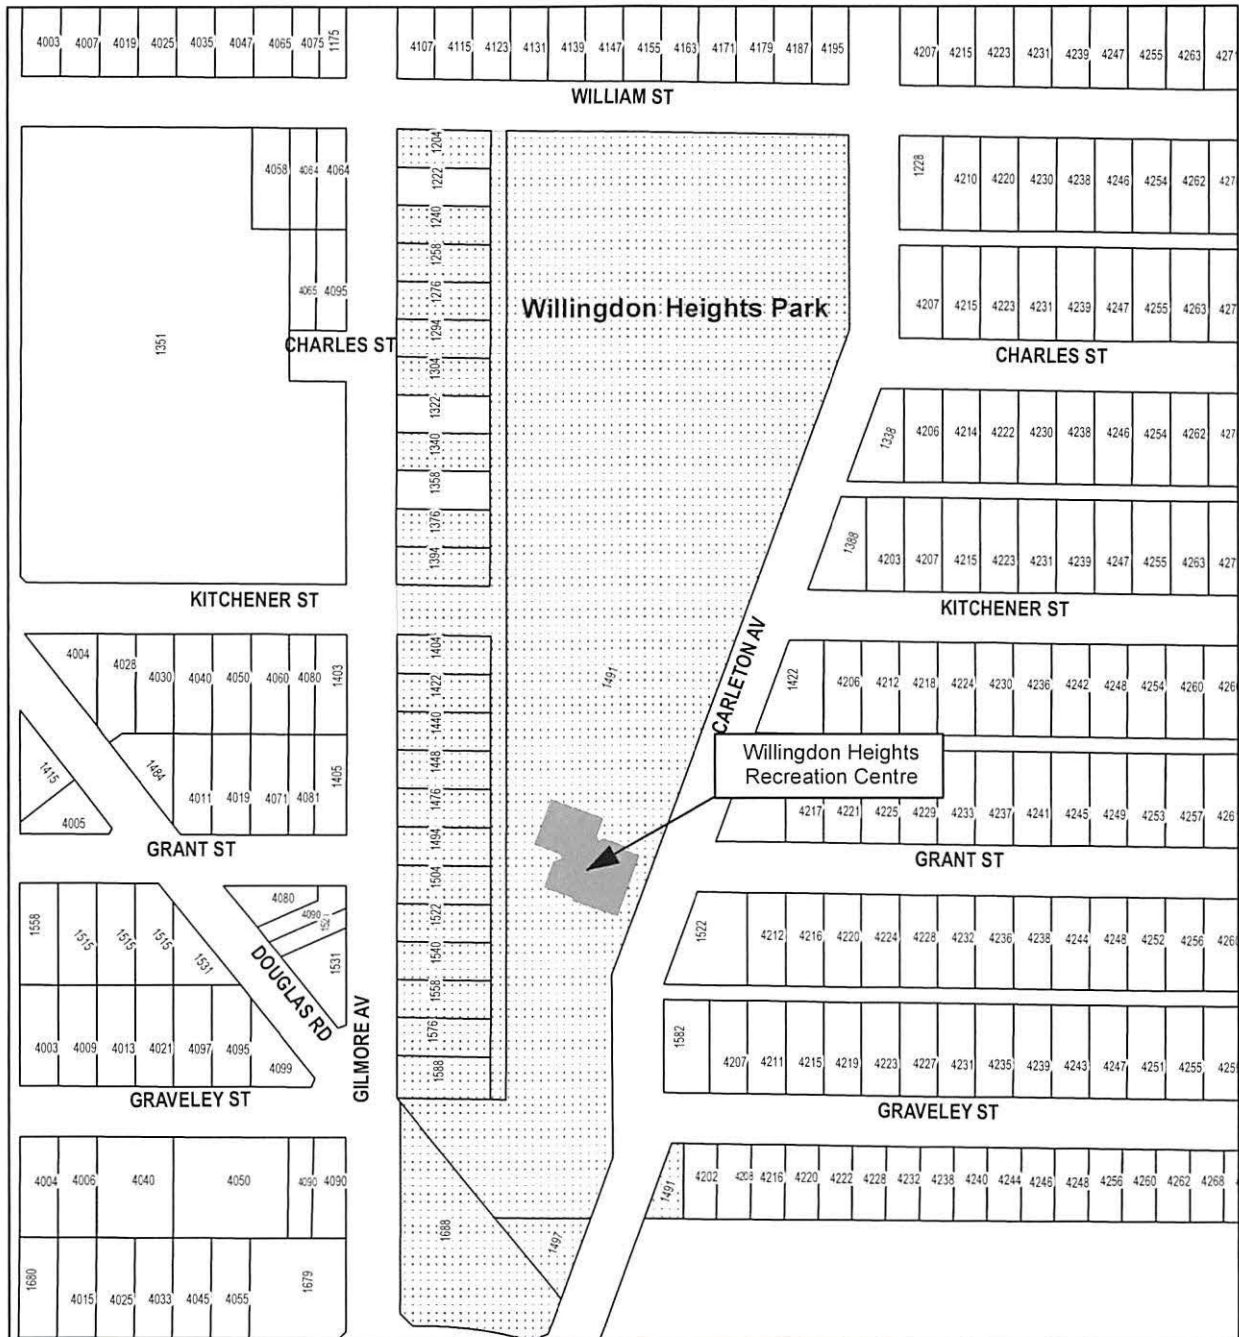 4003 4007 4019 4025 4035 4047 4065 4075 1175 4107 4115 4123 4131 4139 4147 4155 4163 4171 4179 4187 4195 4207 4215 4223 4231 4239 4247 4255 4263 4271
WILLIAM ST
4058 4064 4064
1204
1222
1240
1258
1276
1294
1304
1322
1340
1358
1376
1394
1228 4210 4220 4230 4238 4246 4254 4262
4065 4095
Willingdon Heights Park
4207 4215 4223 4231 4239 4247 4255 4263
1351
CHARLES ST
CHARLES ST
1338 4206 4214 4222 4230 4238 4246 4254 4262
1388 4203 4207 4215 4223 4231 4239 4247 4255 4263
KITCHENER ST
KITCHENER ST
4004 4028 4030 4040 4050 4060 4080 1403
1404
1422
1440
1448
1476
1494
1504
1522
1540
1558
1576
1588
1491
CARLETON AV
1422 4206 4212 4218 4224 4230 4236 4242 4248 4254 4260
Willingdon Heights
Recreation Centre
1415 4005 1484 4011 4019 4071 4081 1405
4217 4221 4225 4229 4233 4237 4241 4245 4249 4253 4257
GRANT ST
GRANT ST
1558 1515 1515 1515 1531
4080
4090
1531
DOUGLAS RD
GILMORE AV
1522 4212 4216 4220 4224 4228 4232 4236 4238 4244 4248 4252 4256 4260
4003 4009 4013 4021 4097 4095 4099
1582 4207 4211 4215 4219 4223 4227 4231 4235 4239 4243 4247 4251 4255
GRAVELEY ST
GRAVELEY ST
4004 4006 4040 4050 4090 4090
1688
1497
1491 4202 4208 4216 4220 4222 4228 4232 4238 4240 4244 4246 4248 4256 4260 4262 4268
1680 4015 4025 4033 4045 4055 1679